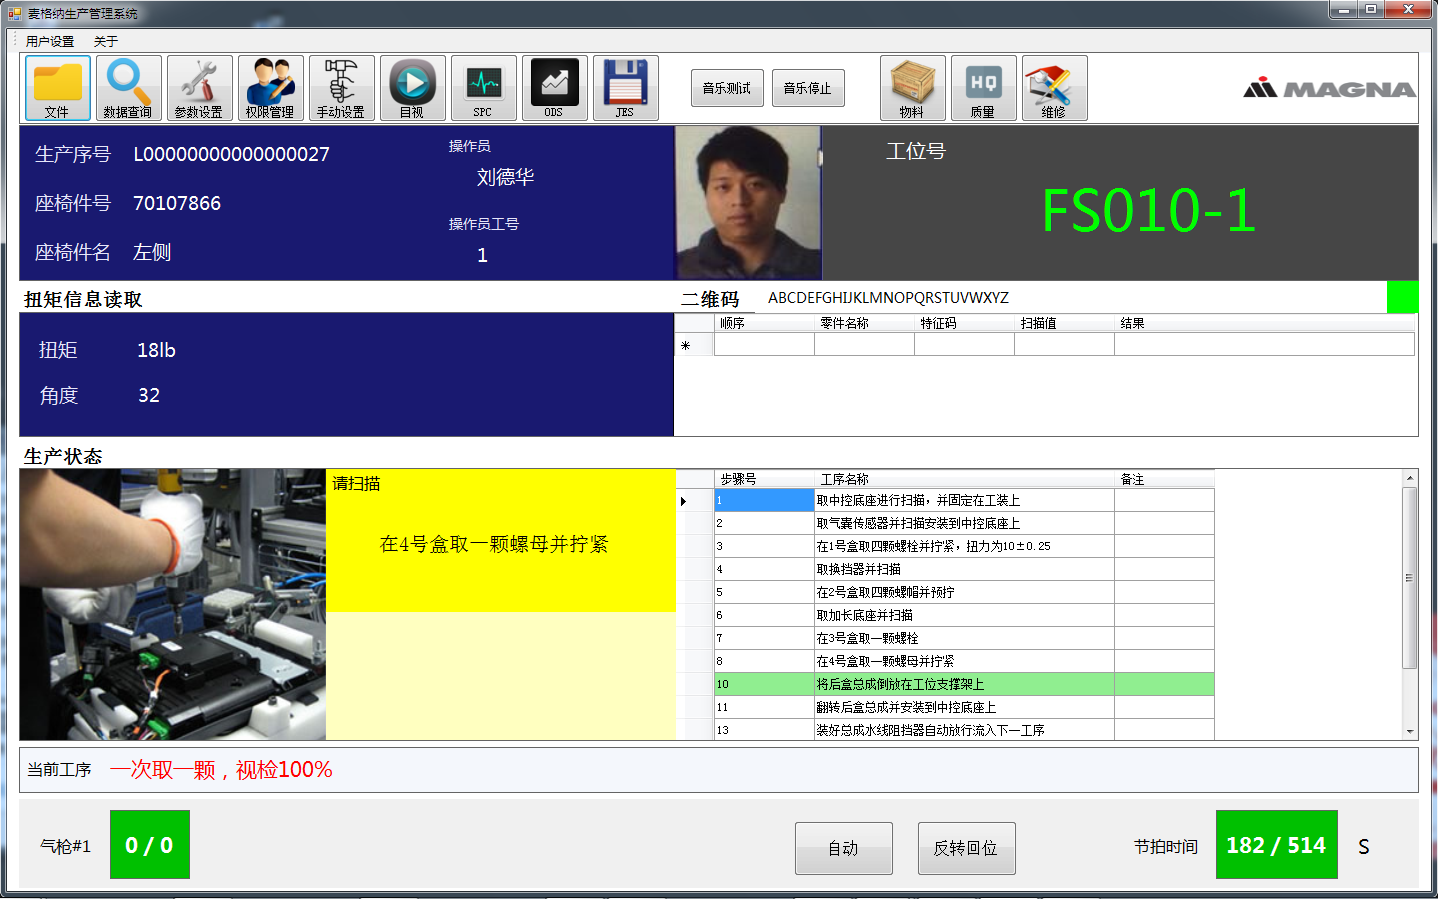 麦格纳生产管理系统
用户设置 关于
文件 数据查询 参数设置 权限管理 手动设置 目视 SPC ODS JES 音乐测试 音乐停止 物料 HQ 质量 维修 MAGNA
生产序号 L00000000000000027
座椅件号 70107866
座椅件名 左侧
操作员
刘德华
操作员工号
1
工位号
FS010-1
扭矩信息读取
扭矩 18lb
角度 32
二维码 ABCDEFGHIJKLMNOPQRSTUVWXYZ
顺序 零件名称 特征码 扫描值 结果
*
生产状态
请扫描
在4号盒取一颗螺母并拧紧
步骤号 工序名称 备注
1 取中控底座进行扫描，并固定在工装上
2 取气囊传感器并扫描安装到中控底座上
3 在1号盒取四颗螺栓并拧紧，扭力为10±0.25
4 取换挡器并扫描
5 在2号盒取四颗螺帽并预拧
6 取加长底座并扫描
7 在3号盒取一颗螺栓
8 在4号盒取一颗螺母并拧紧
10 将后盒总成倒放在工位支撑架上
11 翻转后盒总成并安装到中控底座上
13 装好总成水线阻挡器自动放行流入下一工序
当前工序 一次取一颗，视检100%
气枪#1 0 / 0 自动 反转回位 节拍时间 182 / 514 S